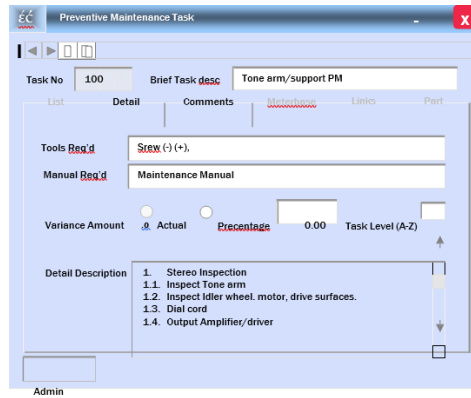 éć Preventive Maintenance Task - X
Task No 100 Brief Task desc Tone arm/support PM
List Detail Comments Meterbase Links Part
Tools Req'd Srew (-) (+),
Manual Req'd Maintenance Manual
Variance Amount .0 Actual Precentage 0.00 Task Level (A-Z)
Detail Description 1. Stereo Inspection
1.1. Inspect Tone arm
1.2. Inspect Idler wheel. motor, drive surfaces.
1.3. Dial cord
1.4. Output Amplifier/driver
Admin